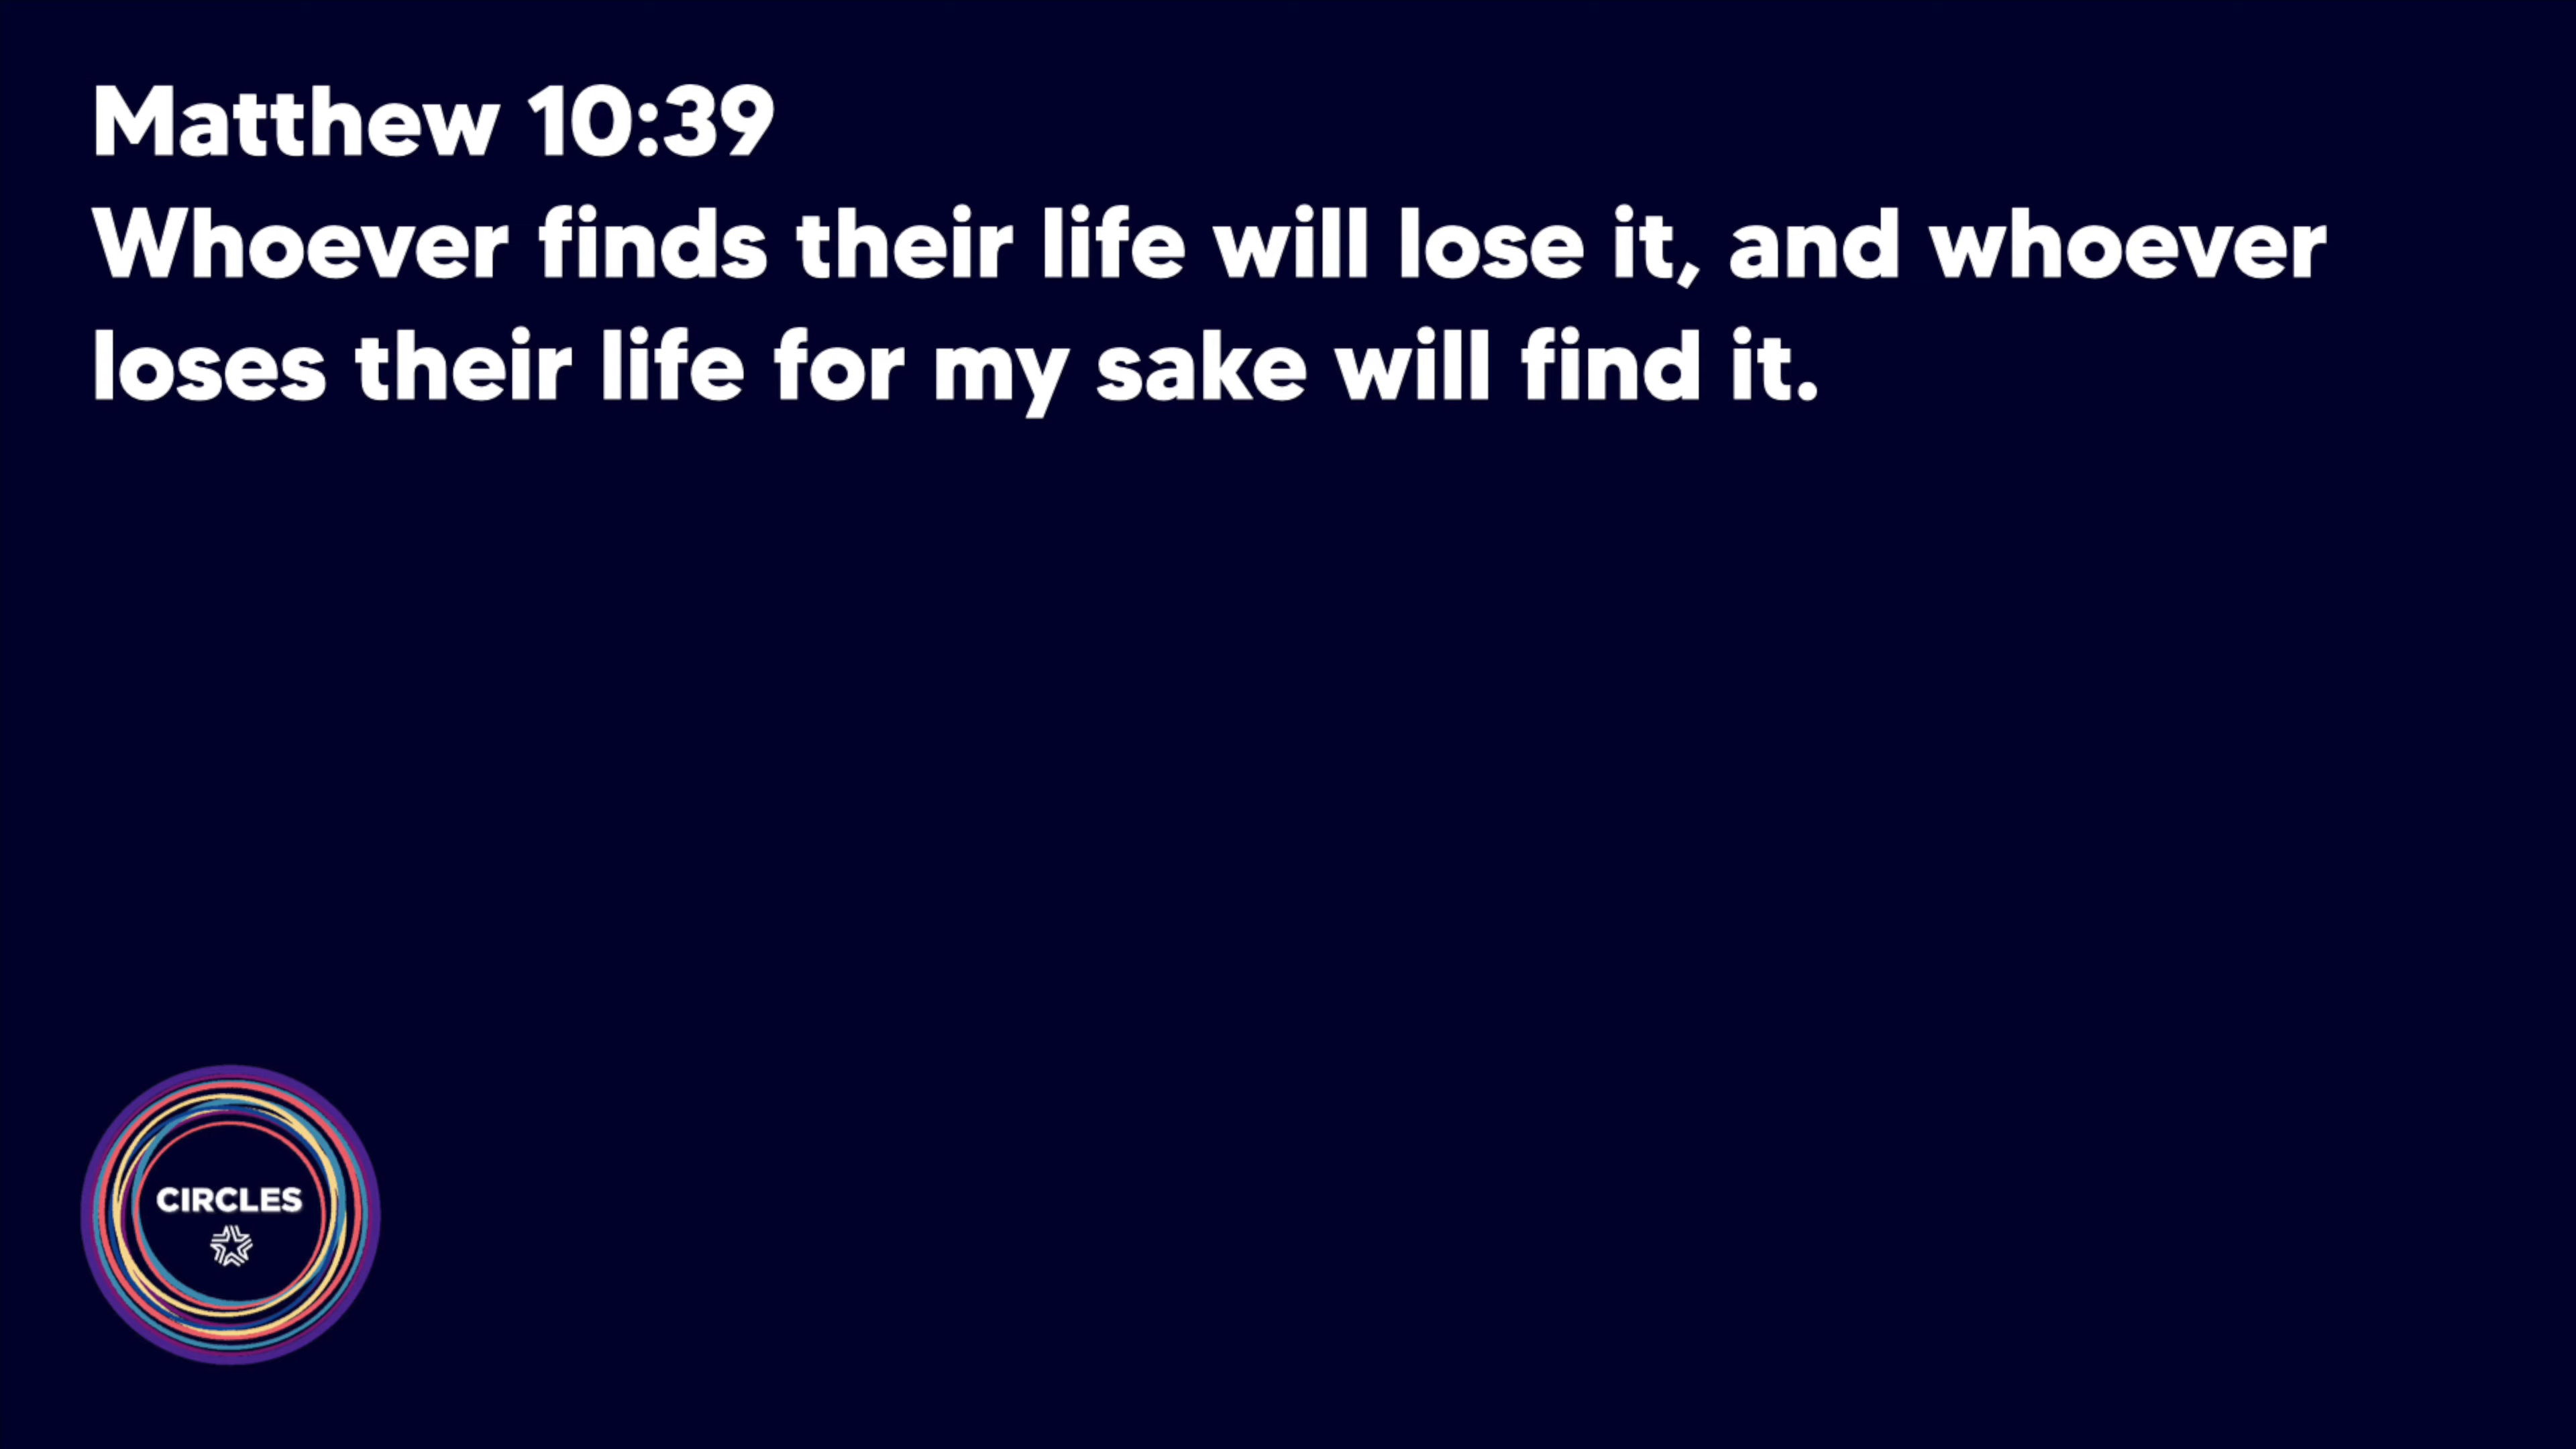 Matthew 10:39
Whoever finds their life will lose it, and whoever
loses their life for my sake will find it.
CIRCLES